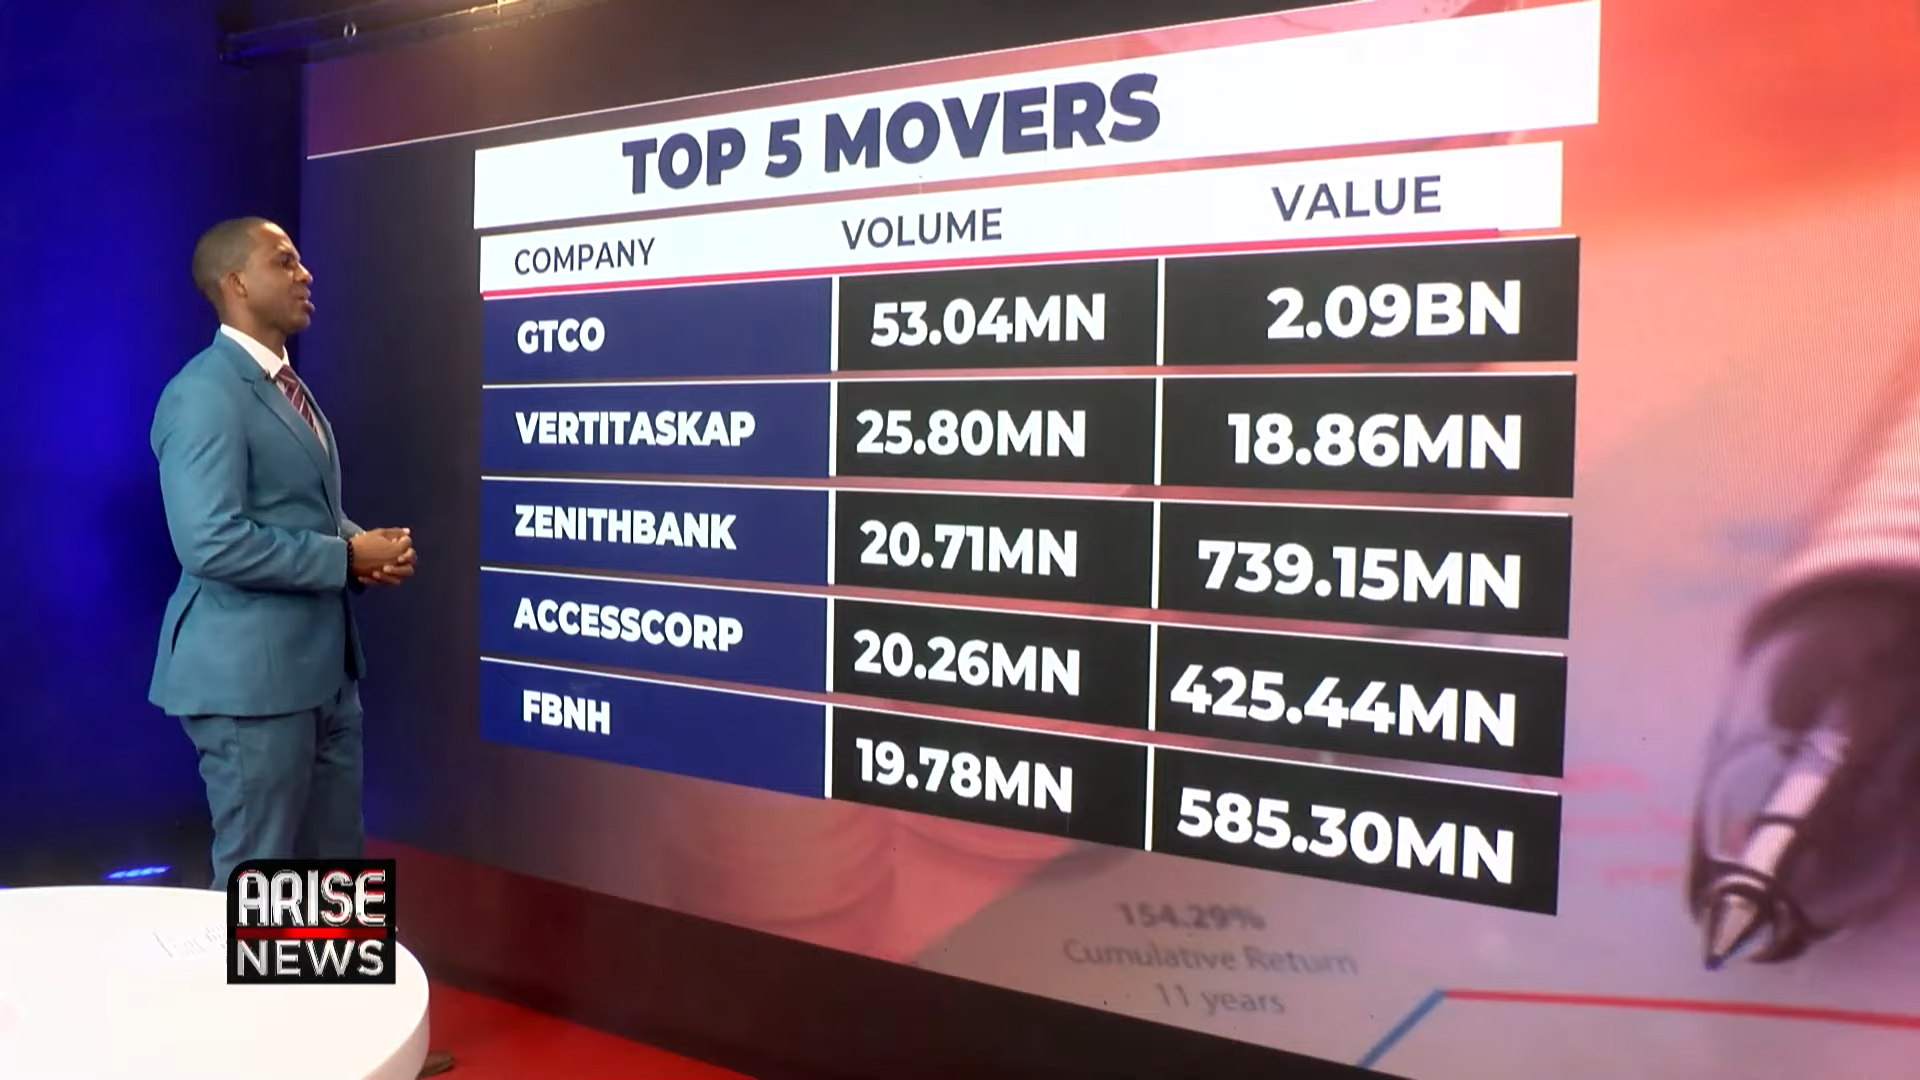 TOP 5 MOVERS
COMPANY VOLUME VALUE
GTCO 53.04MN 2.09BN
VERTITASKAP 25.80MN 18.86MN
ZENITHBANK 20.71MN 739.15MN
ACCESSCORP 20.26MN 425.44MN
FBNH 19.78MN 585.30MN
154.29%
Cumulative Return
11 years
ARISE
NEWS